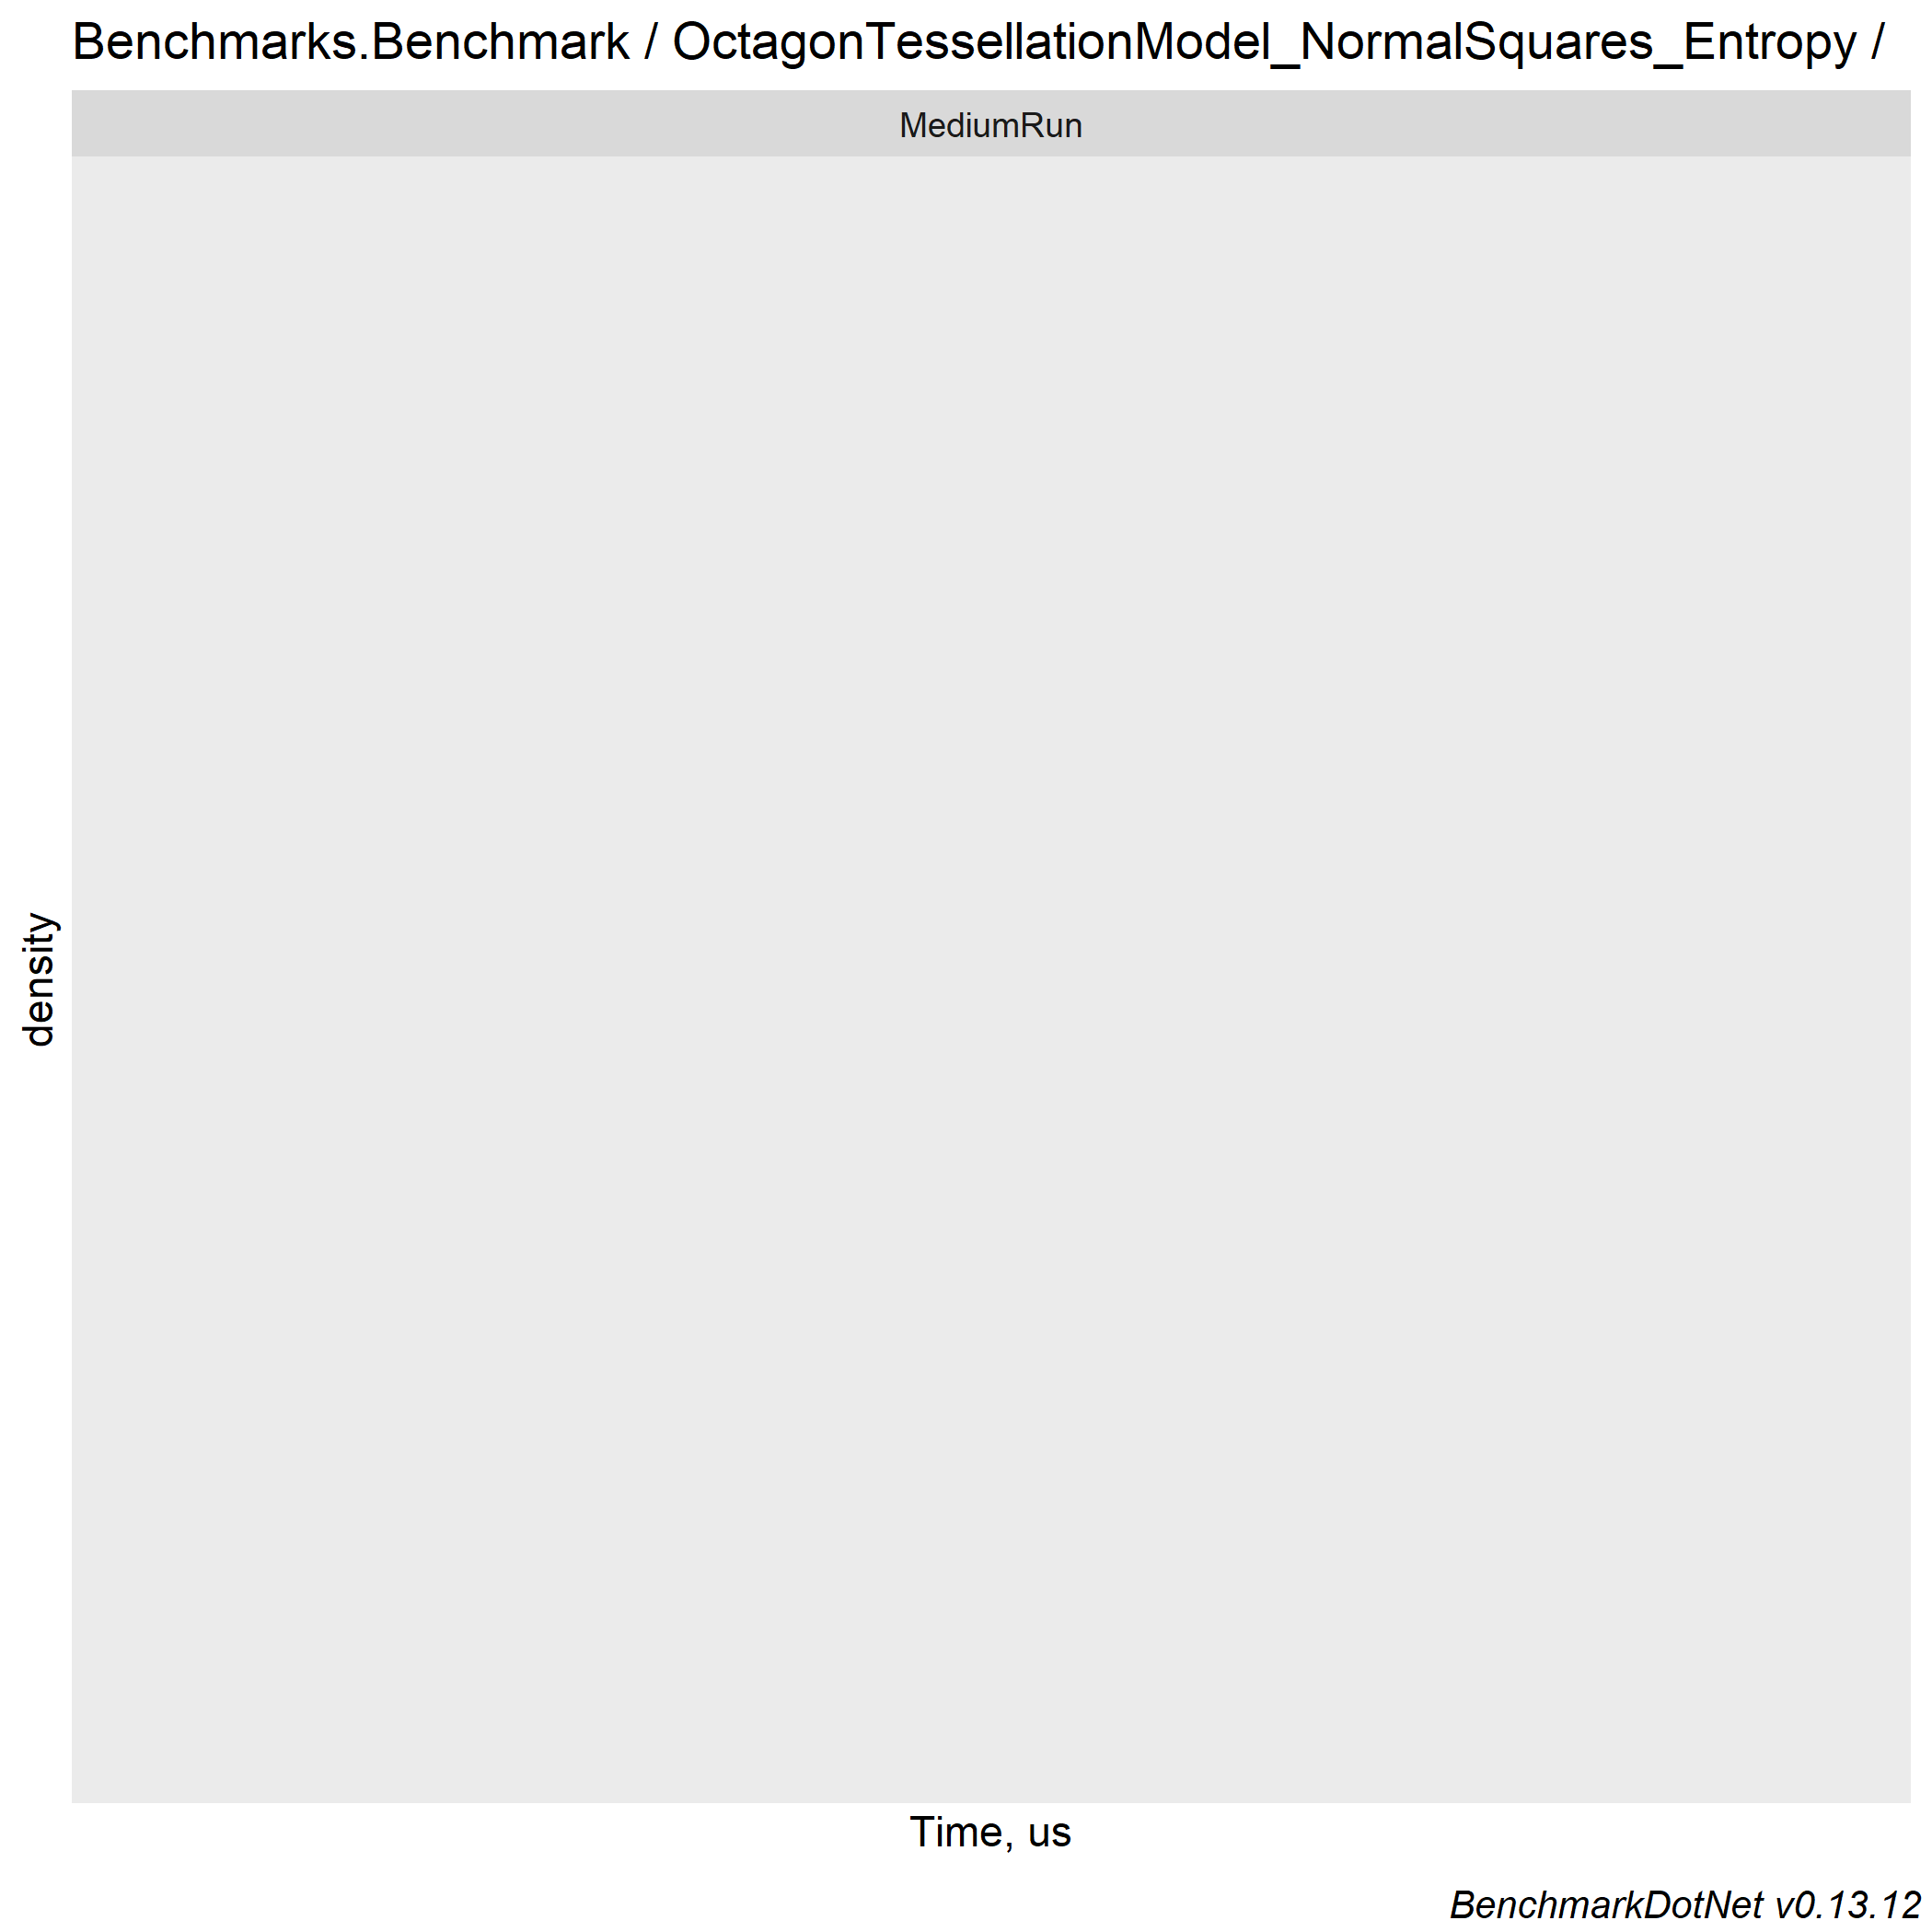 Benchmarks.Benchmark / OctagonTessellationModel_NormalSquares_Entropy /
MediumRun
density
Time, us
BenchmarkDotNet v0.13.12